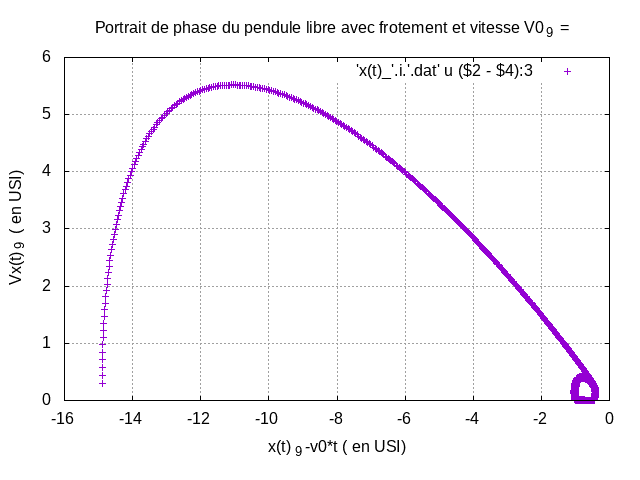 Portrait de phase du pendule libre avec frotement et vitesse V0 9 =
'x(t)_'.i.'.dat' u ($2 - $4):3
6
5
4
3
2
1
0
Vx(t) 9 ( en USI)
-16 -14 -12 -10 -8 -6 -4 -2 0
x(t) 9 -v0*t ( en USI)